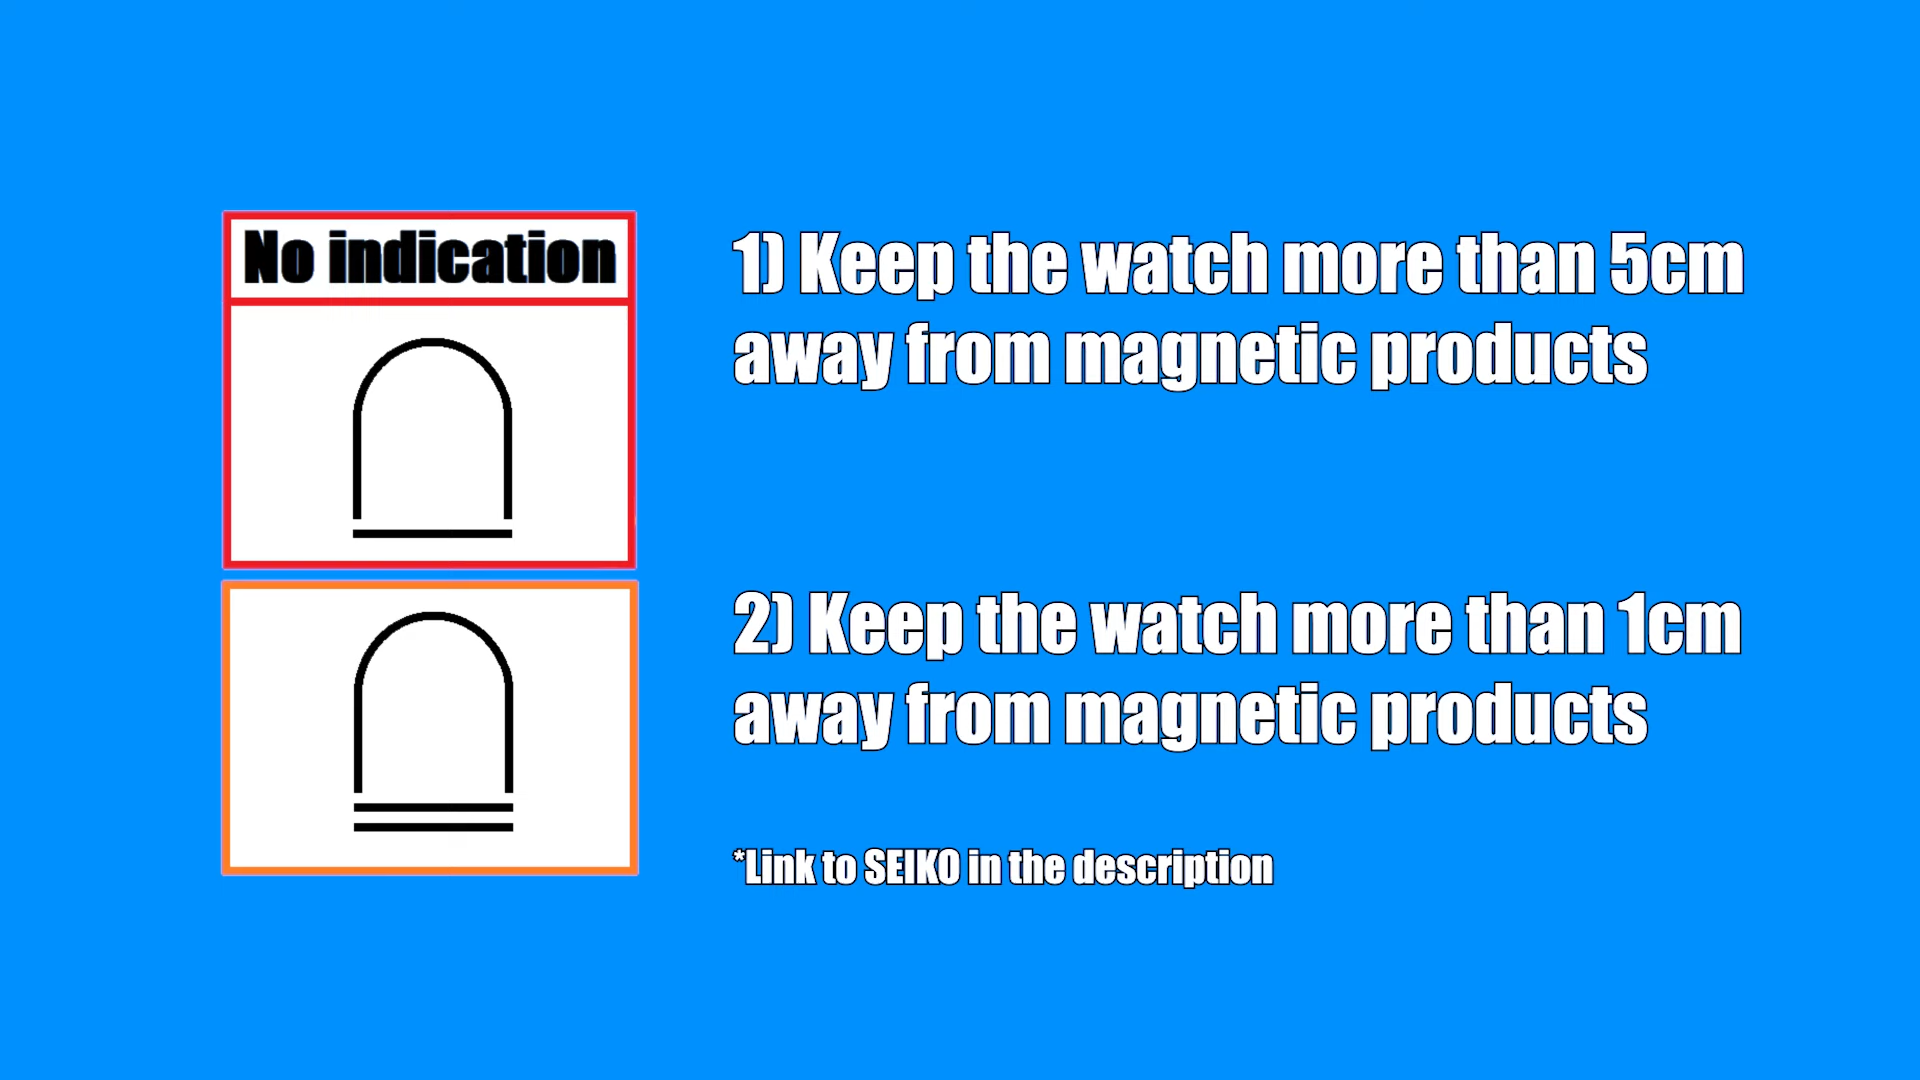 No indication
1) Keep the watch more than 5cm
away from magnetic products
2) Keep the watch more than 1cm
away from magnetic products
*Link to SEIKO in the description